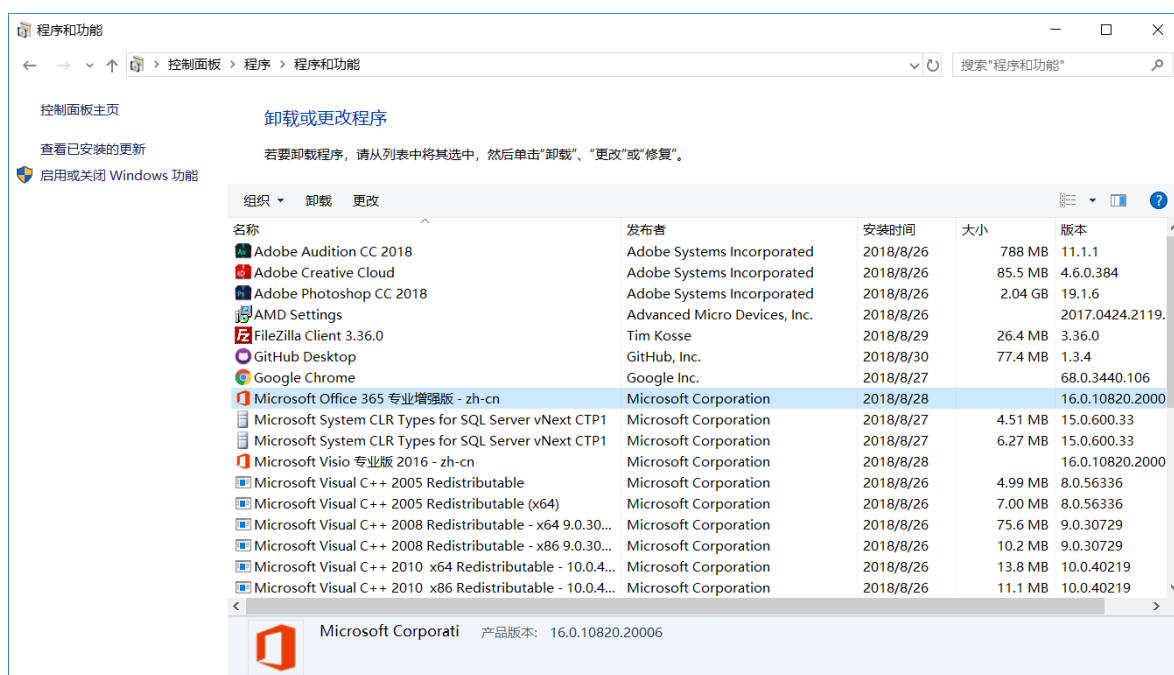 程序和功能
控制面板 > 程序 > 程序和功能
搜索"程序和功能"
控制面板主页
查看已安装的更新
启用或关闭 Windows 功能
卸载或更改程序
若要卸载程序，请从列表中将其选中，然后单击“卸载”、“更改”或“修复”。
组织 卸载 更改
名称 发布者 安装时间 大小 版本
Adobe Audition CC 2018 Adobe Systems Incorporated 2018/8/26 788 MB 11.1.1
Adobe Creative Cloud Adobe Systems Incorporated 2018/8/26 85.5 MB 4.6.0.384
Adobe Photoshop CC 2018 Adobe Systems Incorporated 2018/8/26 2.04 GB 19.1.6
AMD Settings Advanced Micro Devices, Inc. 2018/8/26 2017.0424.2119.
FileZilla Client 3.36.0 Tim Kosse 2018/8/29 26.4 MB 3.36.0
GitHub Desktop GitHub, Inc. 2018/8/30 77.4 MB 1.3.4
Google Chrome Google Inc. 2018/8/27 68.0.3440.106
Microsoft Office 365 专业增强版 - zh-cn Microsoft Corporation 2018/8/28 16.0.10820.2000
Microsoft System CLR Types for SQL Server vNext CTP1 Microsoft Corporation 2018/8/27 4.51 MB 15.0.600.33
Microsoft System CLR Types for SQL Server vNext CTP1 Microsoft Corporation 2018/8/27 6.27 MB 15.0.600.33
Microsoft Visio 专业版 2016 - zh-cn Microsoft Corporation 2018/8/28 16.0.10820.2000
Microsoft Visual C++ 2005 Redistributable Microsoft Corporation 2018/8/26 4.99 MB 8.0.56336
Microsoft Visual C++ 2005 Redistributable (x64) Microsoft Corporation 2018/8/26 7.00 MB 8.0.56336
Microsoft Visual C++ 2008 Redistributable - x64 9.0.30... Microsoft Corporation 2018/8/26 75.6 MB 9.0.30729
Microsoft Visual C++ 2008 Redistributable - x86 9.0.30... Microsoft Corporation 2018/8/26 10.2 MB 9.0.30729
Microsoft Visual C++ 2010 x64 Redistributable - 10.0.4... Microsoft Corporation 2018/8/26 13.8 MB 10.0.40219
Microsoft Visual C++ 2010 x86 Redistributable - 10.0.4... Microsoft Corporation 2018/8/26 11.1 MB 10.0.40219
Microsoft Corporati 产品版本: 16.0.10820.20006